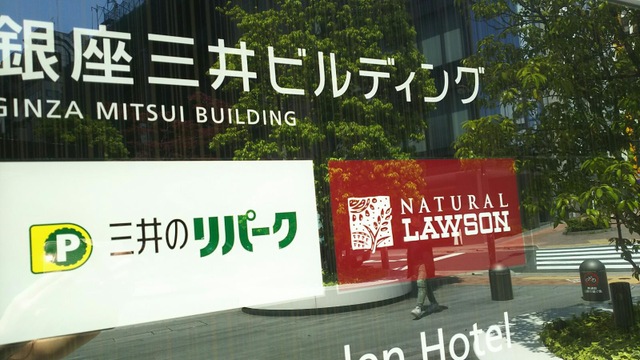 銀座三井ビルディング
GINZA MITSUI BUILDING
P 三井のリパーク
NATURAL
LAWSON
Hotel